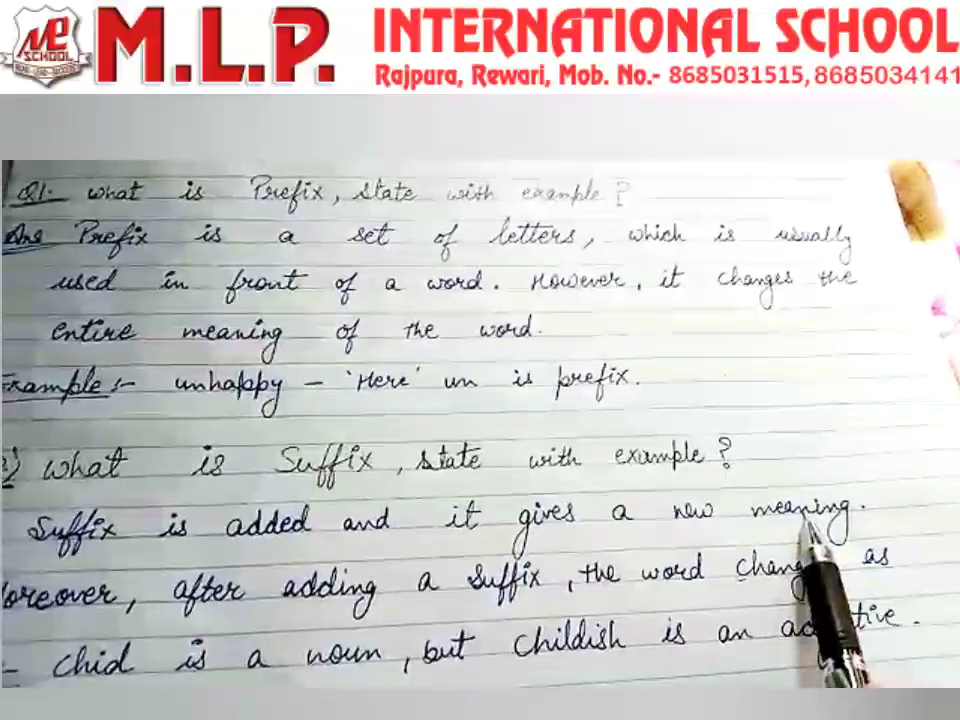 M.L.P. INTERNATIONAL SCHOOL
SCHOOL
Rajpura, Rewari, Mob. No.- 8685031515, 8685034141
Q1. what is Prefix, state with example?
Ans Prefix is a set of letters, which is usually
used in front of a word. However, it changes the
entire meaning of the word.
Example :- unhappy - 'Here' un is prefix.
what is Suffix, state with example?
Suffix is added and it gives a new meaning.
oreover, after adding a suffix, the word chang as
- chid is a noun, but childish is an ad tive.